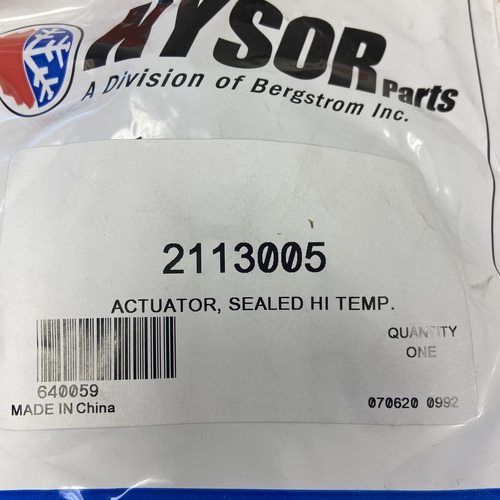 KYSOR Parts
A Division of Bergstrom Inc.
2113005
ACTUATOR, SEALED HI TEMP.
QUANTITY
ONE
640059
MADE IN China
070620 0992